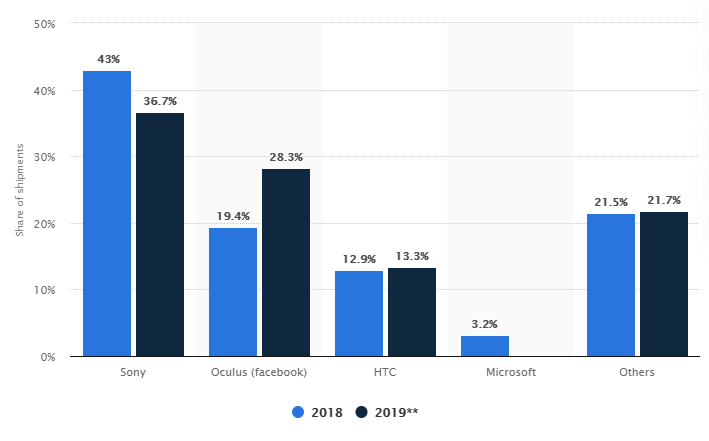 50%
40%
30%
20%
10%
0%
Share of shipments
43%
36.7%
19.4%
28.3%
12.9%
13.3%
3.2%
21.5%
21.7%
Sony
Oculus (facebook)
HTC
Microsoft
Others
2018
2019**